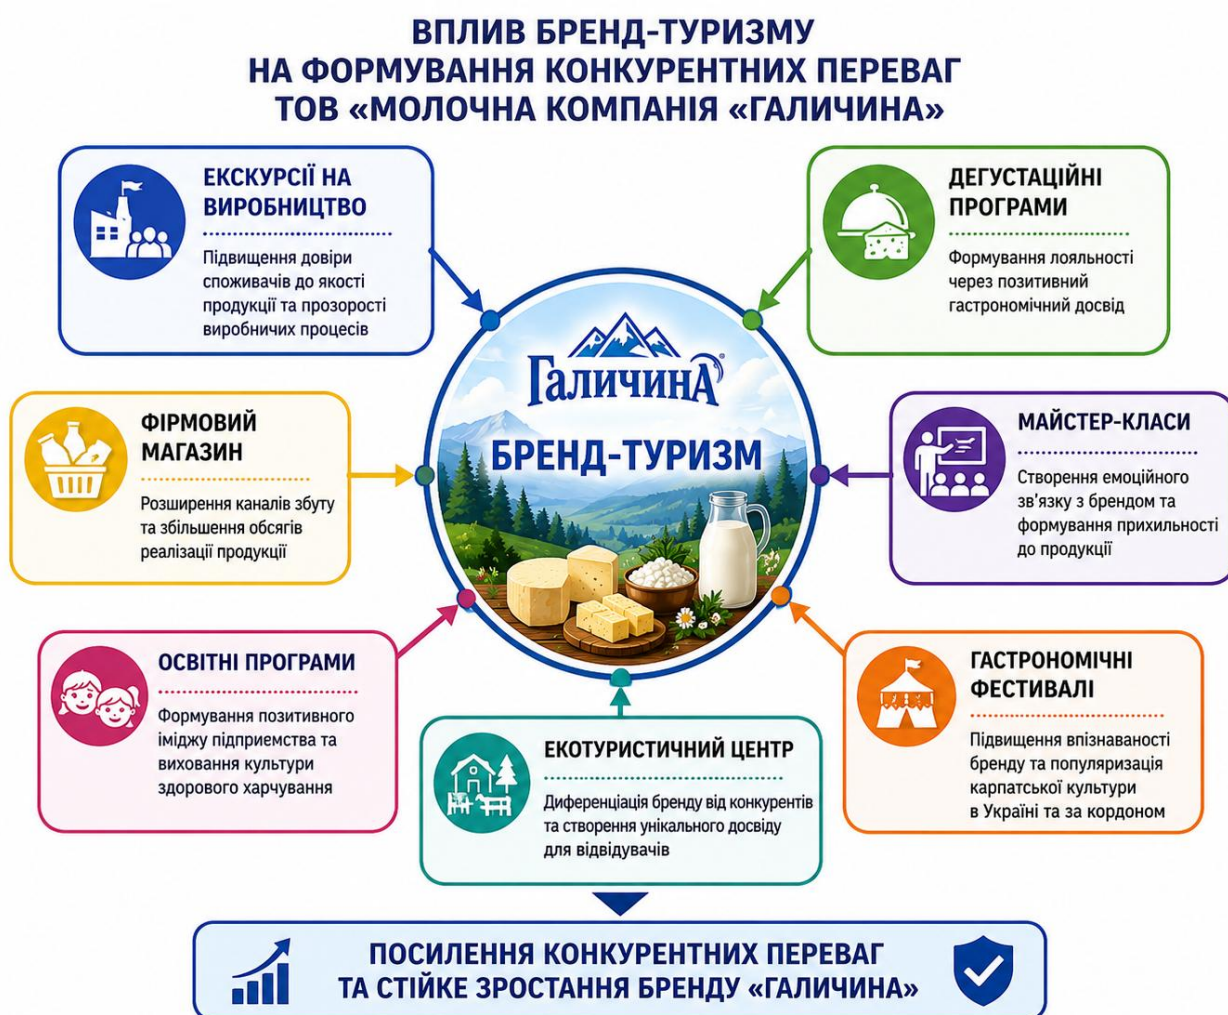 ВПЛИВ БРЕНД-ТУРИЗМУ
НА ФОРМУВАННЯ КОНКУРЕНТНИХ ПЕРЕВАГ
ТОВ «МОЛОЧНА КОМПАНІЯ «ГАЛИЧИНА»
ЕКСКУРСІЇ НА
ВИРОБНИЦТВО
Підвищення довіри
споживачів до якості
продукції та прозорості
виробничих процесів
ДЕГУСТАЦІЙНІ
ПРОГРАМИ
Формування лояльності
через позитивний
гастрономічний досвід
ГаличинА®
БРЕНД-ТУРИЗМ
ФІРМОВИЙ
МАГАЗИН
Розширення каналів збуту
та збільшення обсягів
реалізації продукції
МАЙСТЕР-КЛАСИ
Створення емоційного
зв'язку з брендом та
формування прихильності
до продукції
ОСВІТНІ ПРОГРАМИ
Формування позитивного
іміджу підприємства та
виховання культури
здорового харчування
ЕКОТУРИСТИЧНИЙ ЦЕНТР
Диференціація бренду від конкурентів
та створення унікального досвіду
для відвідувачів
ГАСТРОНОМІЧНІ
ФЕСТИВАЛІ
Підвищення впізнаваності
бренду та популяризація
карпатської культури
в Україні та за кордоном
ПОСИЛЕННЯ КОНКУРЕНТНИХ ПЕРЕВАГ
ТА СТІЙКЕ ЗРОСТАННЯ БРЕНДУ «ГАЛИЧИНА»